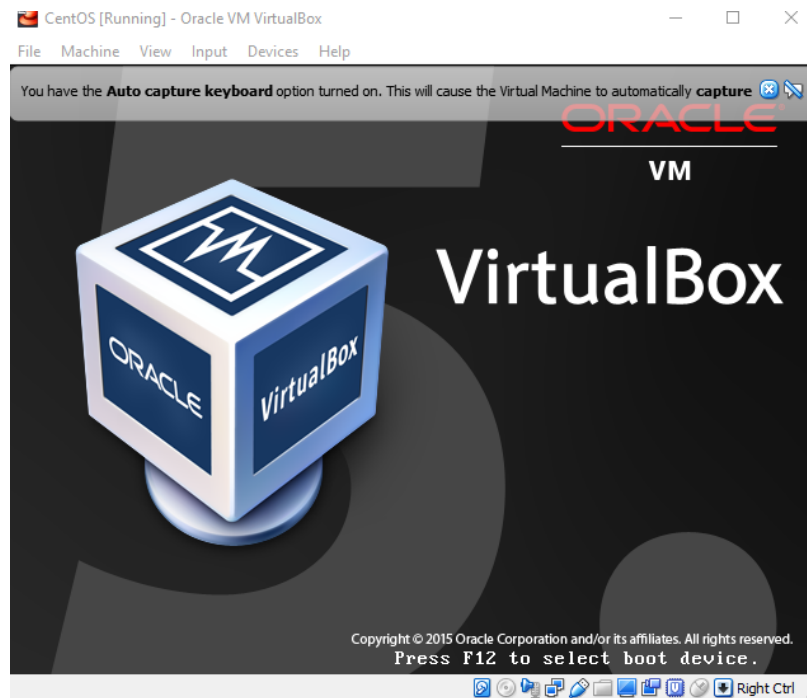 CentOS [Running] - Oracle VM VirtualBox
File Machine View Input Devices Help
You have the Auto capture keyboard option turned on. This will cause the Virtual Machine to automatically capture
ORACLE
VM
VirtualBox
ORACLE
VirtualBox
5.
Copyright © 2015 Oracle Corporation and/or its affiliates. All rights reserved.
Press F12 to select boot device.
Right Ctrl